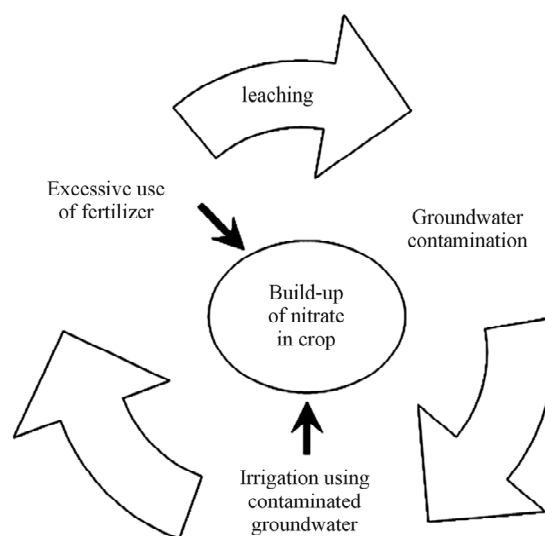 leaching
Excessive use
of fertilizer
Groundwater
contamination
Build-up
of nitrate
in crop
Irrigation using
contaminated
groundwater